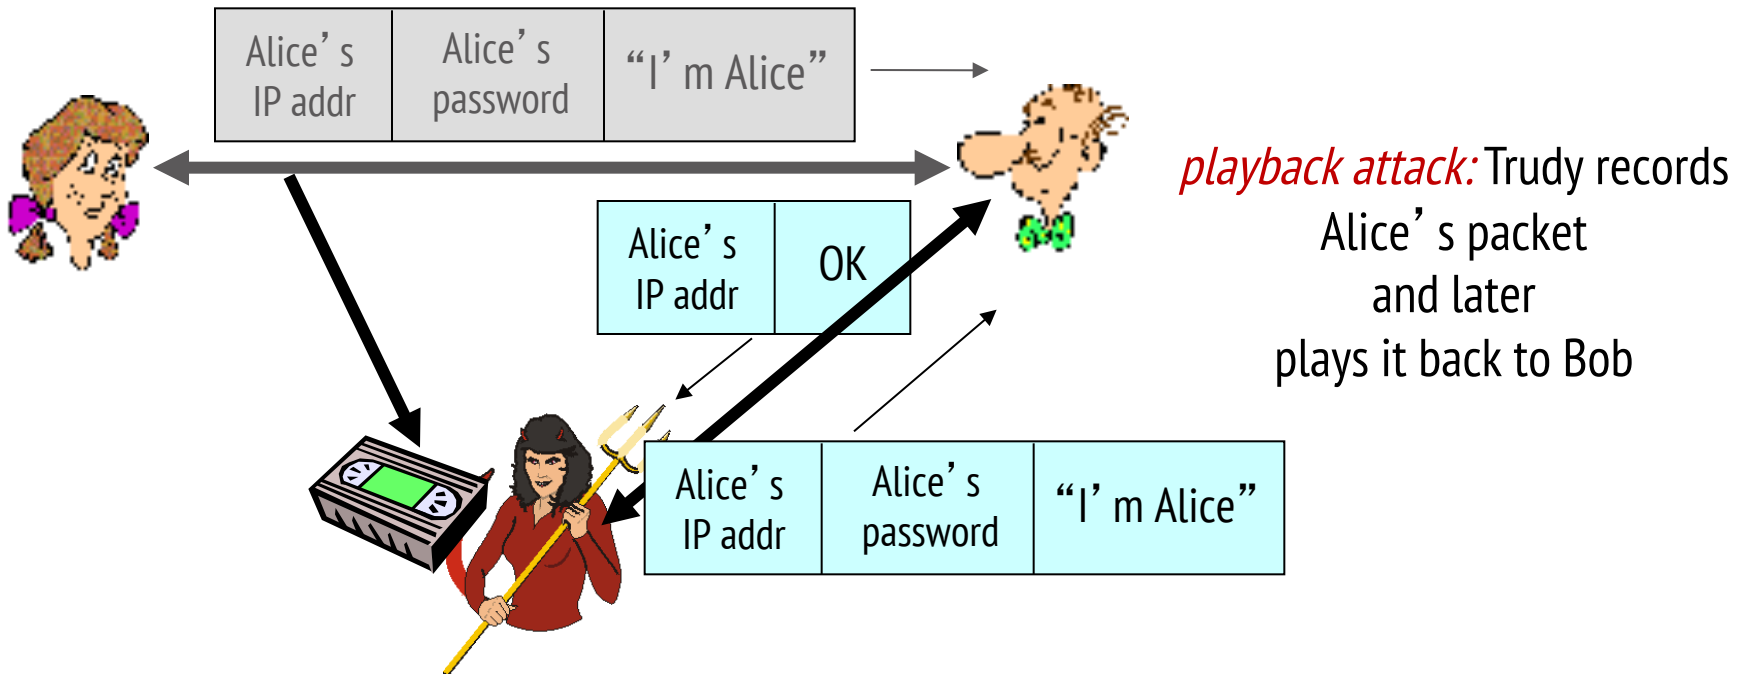 Alice’ s
IP addr
Alice’ s
password
“I’ m Alice”
playback attack: Trudy records
Alice’ s packet
and later
plays it back to Bob
Alice’ s
IP addr
OK
Alice’ s
IP addr
Alice’ s
password
“I’ m Alice”